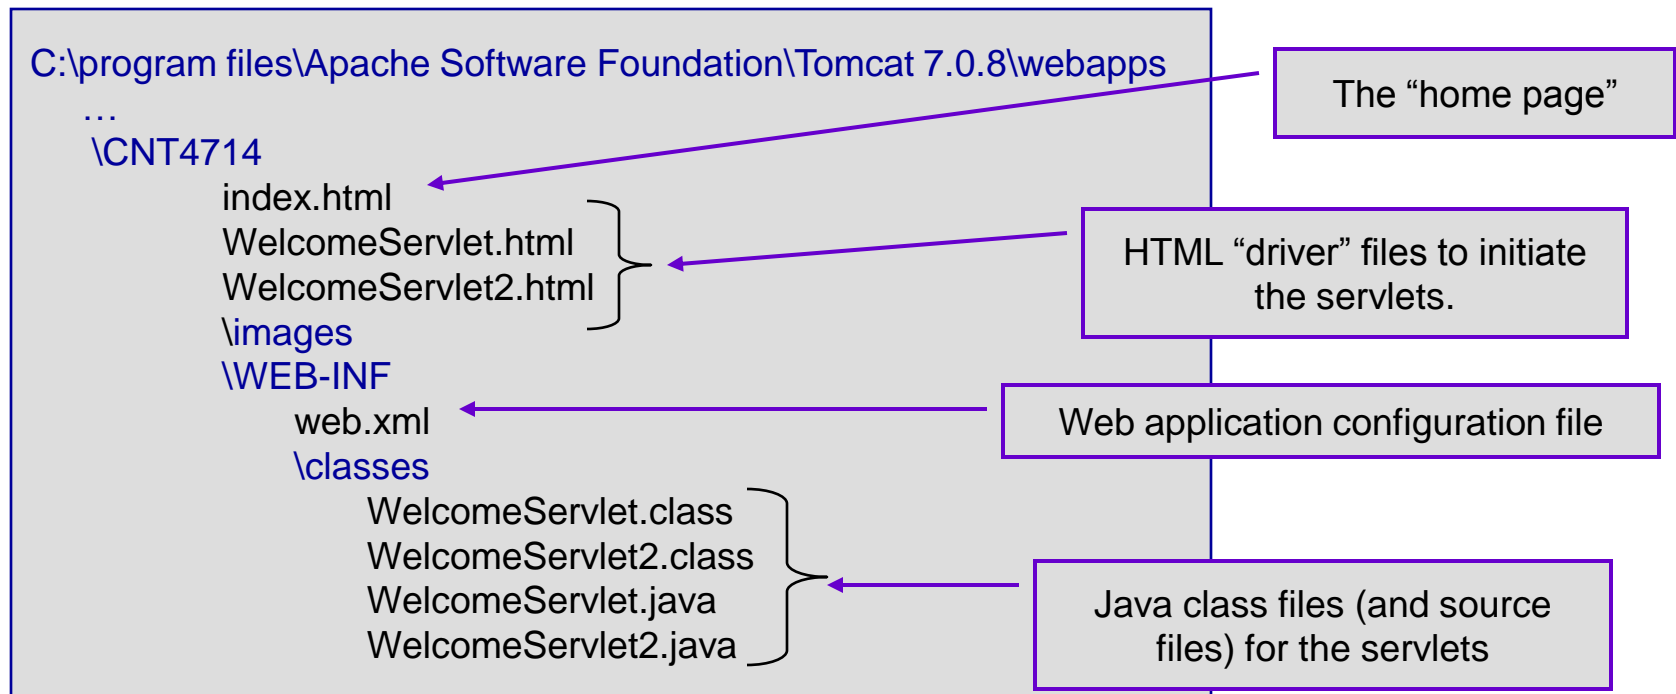 C:\program files\Apache Software Foundation\Tomcat 7.0.8\webapps
…
\CNT4714
index.html
WelcomeServlet.html
WelcomeServlet2.html
\images
\WEB-INF
web.xml
\classes
WelcomeServlet.class
WelcomeServlet2.class
WelcomeServlet.java
WelcomeServlet2.java
The “home page”
HTML “driver” files to initiate
the servlets.
Web application configuration file
Java class files (and source
files) for the servlets